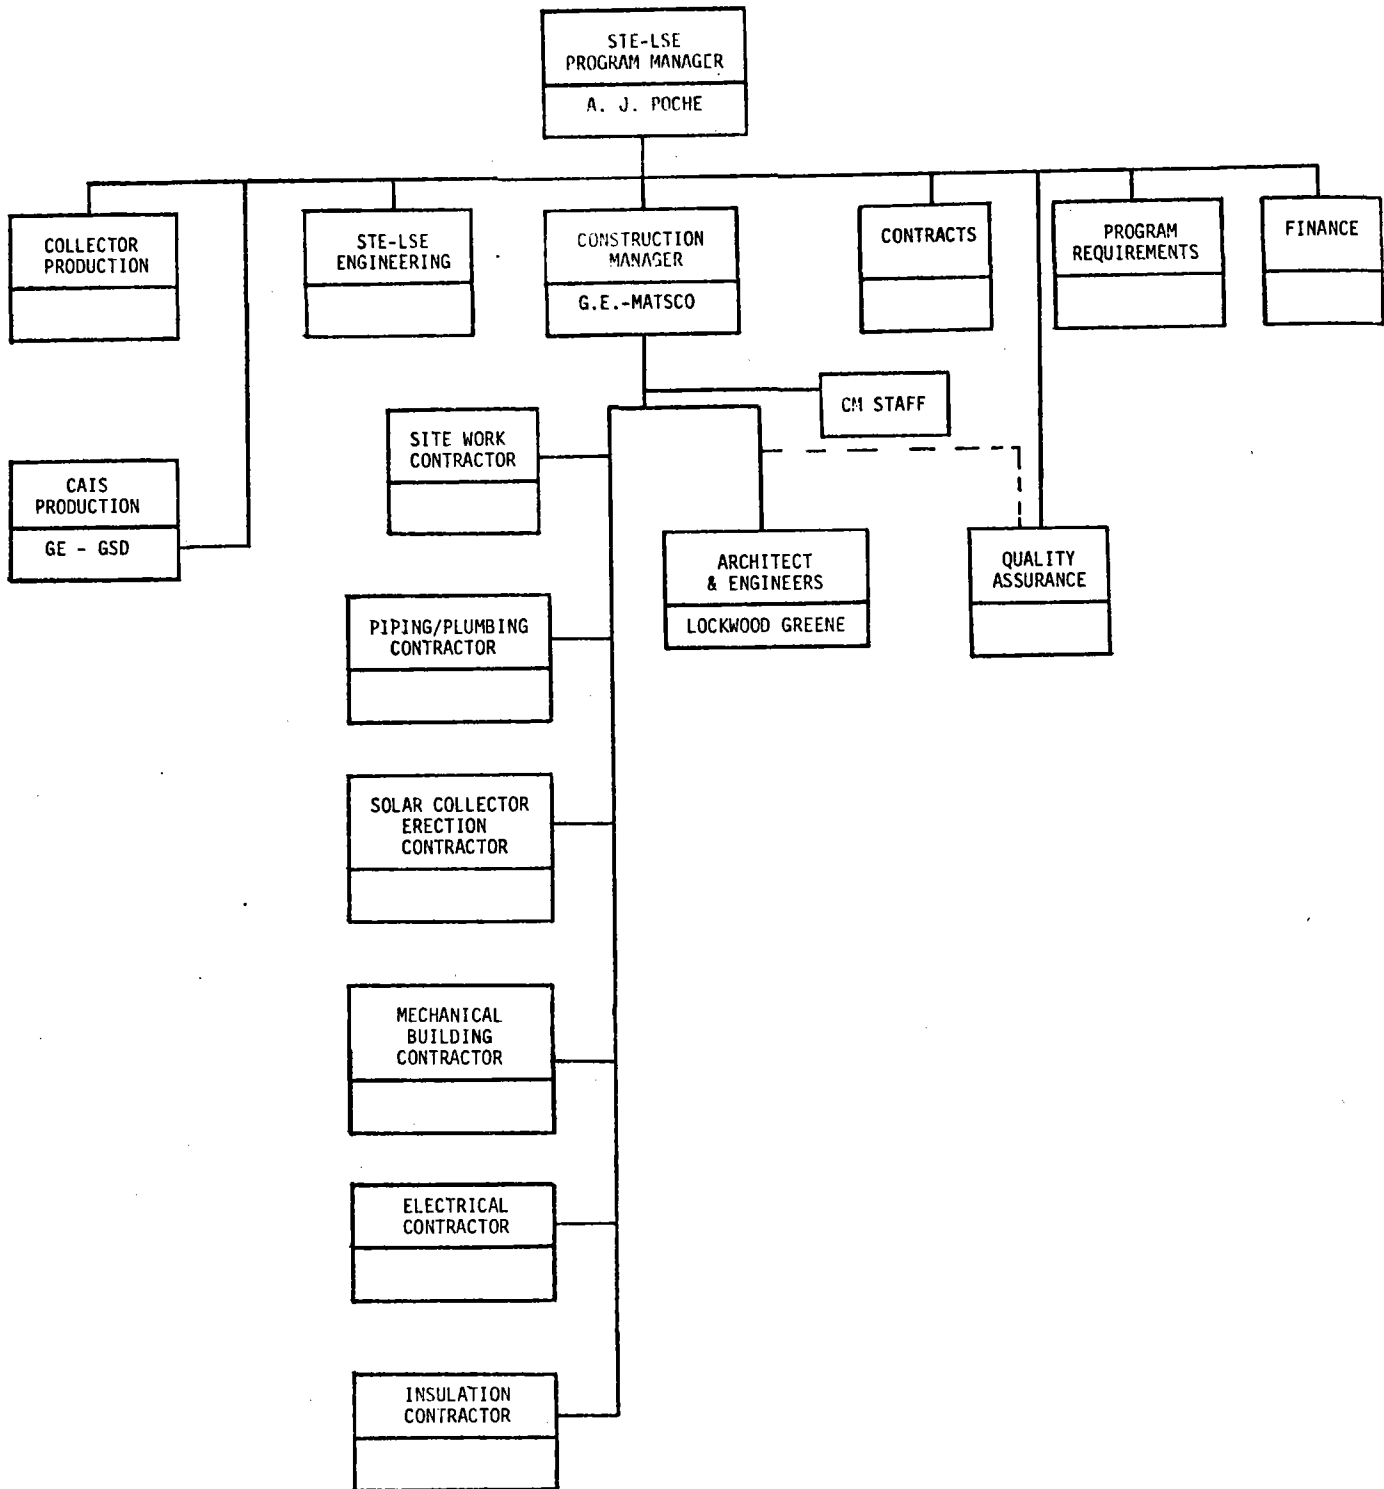 STE-LSE
PROGRAM MANAGER
A. J. POCHE
COLLECTOR
PRODUCTION
STE-LSE
ENGINEERING
CONSTRUCTION
MANAGER
G.E.-MATSCO
CONTRACTS
PROGRAM
REQUIREMENTS
FINANCE
CM STAFF
SITE WORK
CONTRACTOR
CAIS
PRODUCTION
GE - GSD
ARCHITECT
& ENGINEERS
LOCKWOOD GREENE
QUALITY
ASSURANCE
PIPING/PLUMBING
CONTRACTOR
SOLAR COLLECTOR
ERECTION
CONTRACTOR
MECHANICAL
BUILDING
CONTRACTOR
ELECTRICAL
CONTRACTOR
INSULATION
CONTRACTOR